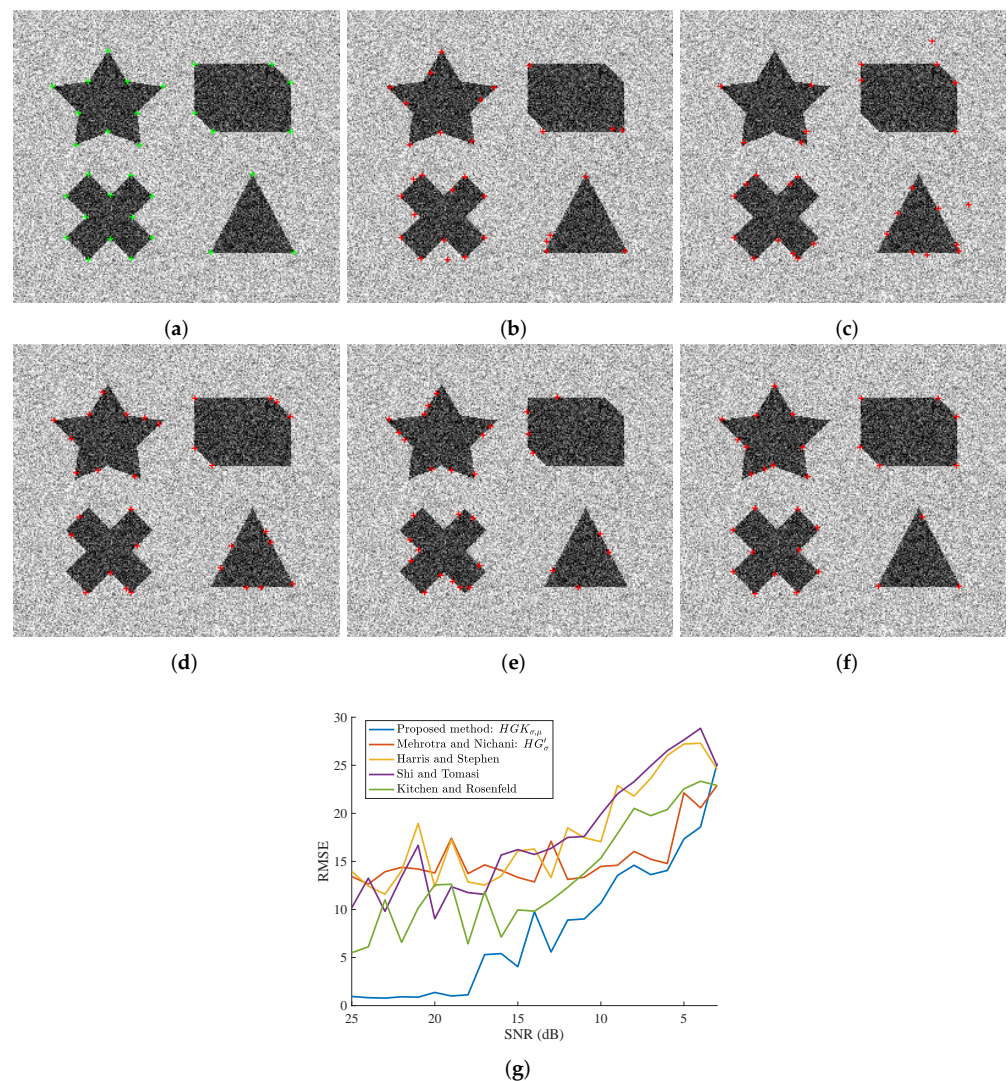 (a)
(b)
(c)
(d)
(e)
(f)
30
25
20
15
10
5
0
RMSE
Proposed method: HGKσ,μ
Mehrotra and Nichani: HG′σ
Harris and Stephen
Shi and Tomasi
Kitchen and Rosenfeld
25 20 15 10 5
SNR (dB)
(g)